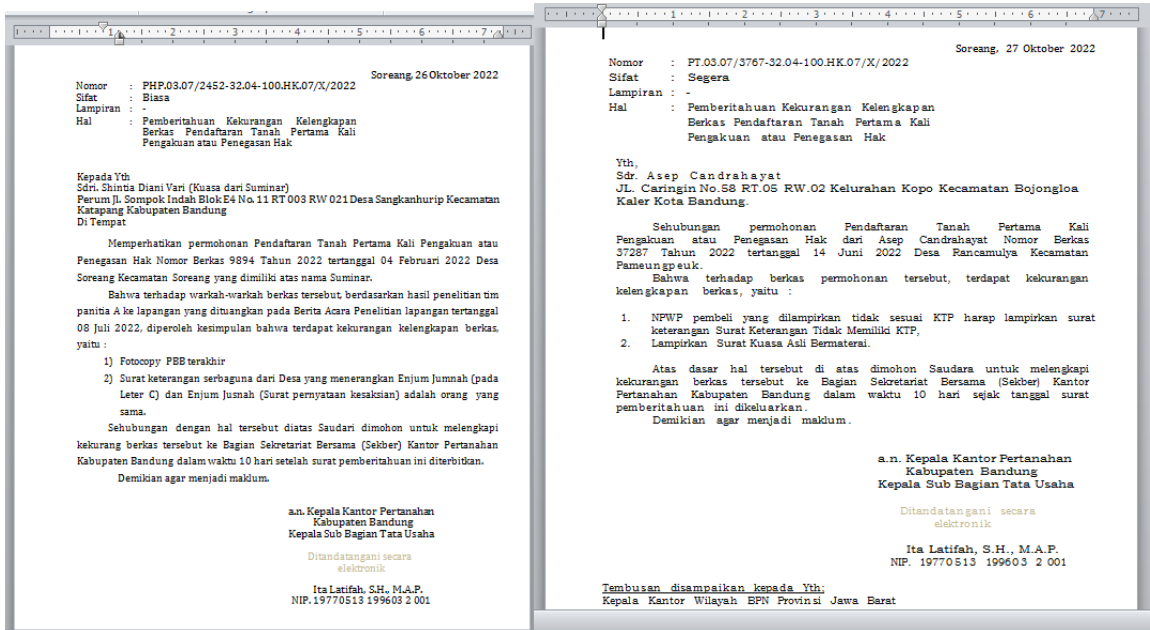 Soreang, 26 Oktober 2022
Nomor : PHP.03.07/2452-32.04-100.HK.07/X/2022
Sifat : Biasa
Lampiran : -
Hal : Pemberitahuan Kekurangan Kelengkapan
Berkas Pendaftaran Tanah Pertama Kali
Pengakuan atau Penegasan Hak
Kepada Yth
Sdri. Shintia Diani Vari (Kuasa dari Suminar)
Perum Jl. Sompok Indah Blok E4 No. 11 RT 003 RW 021 Desa Sangkanhurip Kecamatan
Katapang Kabupaten Bandung
Di Tempat
Memperhatikan permohonan Pendaftaran Tanah Pertama Kali Pengakuan atau
Penegasan Hak Nomor Berkas 9894 Tahun 2022 tertanggal 04 Februari 2022 Desa
Soreang Kecamatan Soreang yang dimiliki atas nama Suminar.
Bahwa terhadap warkah-warkah berkas tersebut, berdasarkan hasil penelitian tim
panitia A ke lapangan yang dituangkan pada Berita Acara Penelitian lapangan tertanggal
08 Juli 2022, diperoleh kesimpulan bahwa terdapat kekurangan kelengkapan berkas,
yaitu :
1) Fotocopy PBB terakhir
2) Surat keterangan serbaguna dari Desa yang menerangkan Enjum Jumnah (pada
Leter C) dan Enjum Jusnah (Surat pernyataan kesaksian) adalah orang yang
sama.
Sehubungan dengan hal tersebut diatas Saudari dimohon untuk melengkapi
kekurang berkas tersebut ke Bagian Sekretariat Bersama (Sekber) Kantor Pertanahan
Kabupaten Bandung dalam waktu 10 hari setelah surat pemberitahuan ini diterbitkan.
Demikian agar menjadi maklum.
a.n. Kepala Kantor Pertanahan
Kabupaten Bandung
Kepala Sub Bagian Tata Usaha
Ditandatangani secara
elektronik
Ita Latifah, S.H., M.A.P.
NIP. 19770513 199603 2 001
Soreang, 27 Oktober 2022
Nomor : PT.03.07/3767-32.04-100.HK.07/X/2022
Sifat : Segera
Lampiran : -
Hal : Pemberitahuan Kekurangan Kelengkapan
Berkas Pendaftaran Tanah Pertama Kali
Pengakuan atau Penegasan Hak
Yth,
Sdr. Asep Candrahayat
JL. Caringin No.58 RT.05 RW.02 Kelurahan Kopo Kecamatan Bojongloa
Kaler Kota Bandung.
Sehubungan permohonan Pendaftaran Tanah Pertama Kali
Pengakuan atau Penegasan Hak dari Asep Candrahayat Nomor Berkas
37287 Tahun 2022 tertanggal 14 Juni 2022 Desa Rancamulya Kecamatan
Pameungpeuk.
Bahwa terhadap berkas permohonan tersebut, terdapat kekurangan
kelengkapan berkas, yaitu :
1. NPWP pembeli yang dilampirkan tidak sesuai KTP harap lampirkan surat
keterangan Surat Keterangan Tidak Memiliki KTP,
2. Lampirkan Surat Kuasa Asli Bermaterai.
Atas dasar hal tersebut di atas dimohon Saudara untuk melengkapi
kekurangan berkas tersebut ke Bagian Sekretariat Bersama (Sekber) Kantor
Pertanahan Kabupaten Bandung dalam waktu 10 hari sejak tanggal surat
pemberitahuan ini dikeluarkan.
Demikian agar menjadi maklum.
a.n. Kepala Kantor Pertanahan
Kabupaten Bandung
Kepala Sub Bagian Tata Usaha
Ditandatangani secara
elektronik
Ita Latifah, S.H., M.A.P.
NIP. 19770513 199603 2 001
Tembusan disampaikan kepada Yth;
Kepala Kantor Wilayah BPN Provinsi Jawa Barat